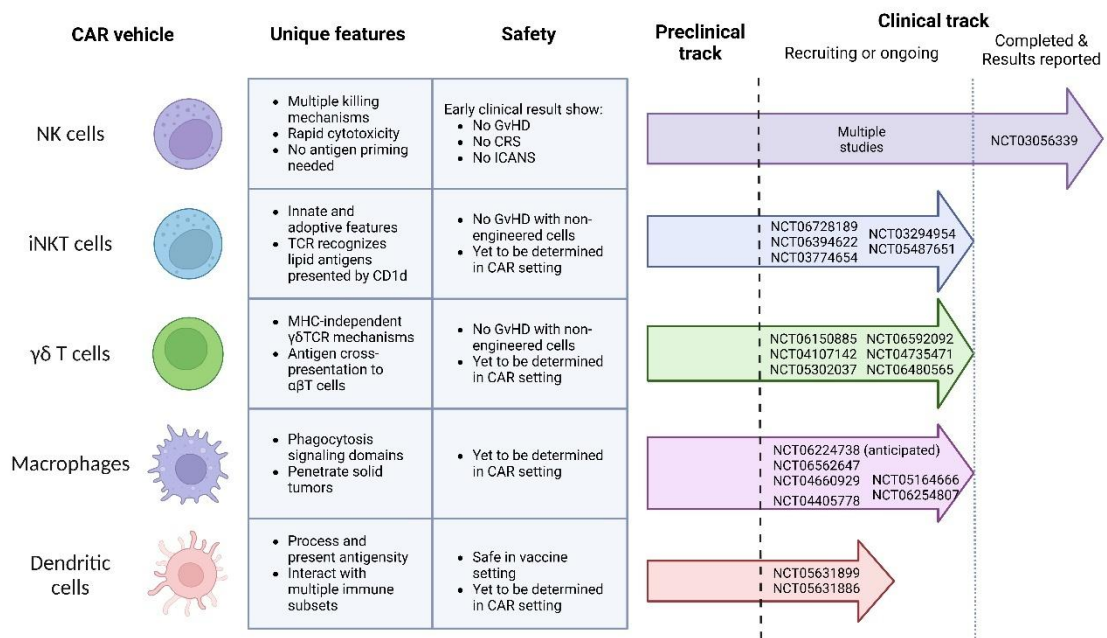 CAR vehicle
Unique features
Safety
Preclinical
track
Clinical track
Recruiting or ongoing
Completed &
Results reported
NK cells
• Multiple killing
mechanisms
• Rapid cytotoxicity
• No antigen priming
needed
Early clinical result show:
• No GvHD
• No CRS
• No ICANS
Multiple
studies
NCT03056339
iNKT cells
• Innate and
adoptive features
• TCR recognizes
lipid antigens
presented by CD1d
• No GvHD with non-
engineered cells
• Yet to be determined
in CAR setting
NCT06728189
NCT06394622
NCT03774654
NCT03294954
NCT05487651
γδ T cells
• MHC-independent
γδTCR mechanisms
• Antigen cross-
presentation to
αβT cells
• No GvHD with non-
engineered cells
• Yet to be determined
in CAR setting
NCT06150885
NCT04107142
NCT05302037
NCT06592092
NCT04735471
NCT06480565
Macrophages
• Phagocytosis
signaling domains
• Penetrate solid
tumors
• Yet to be determined
in CAR setting
NCT06224738 (anticipated)
NCT06562647
NCT04660929
NCT04405778
NCT05164666
NCT06254807
Dendritic
cells
• Process and
present antigensity
• Interact with
multiple immune
subsets
• Safe in vaccine
setting
• Yet to be determined
in CAR setting
NCT05631899
NCT05631886